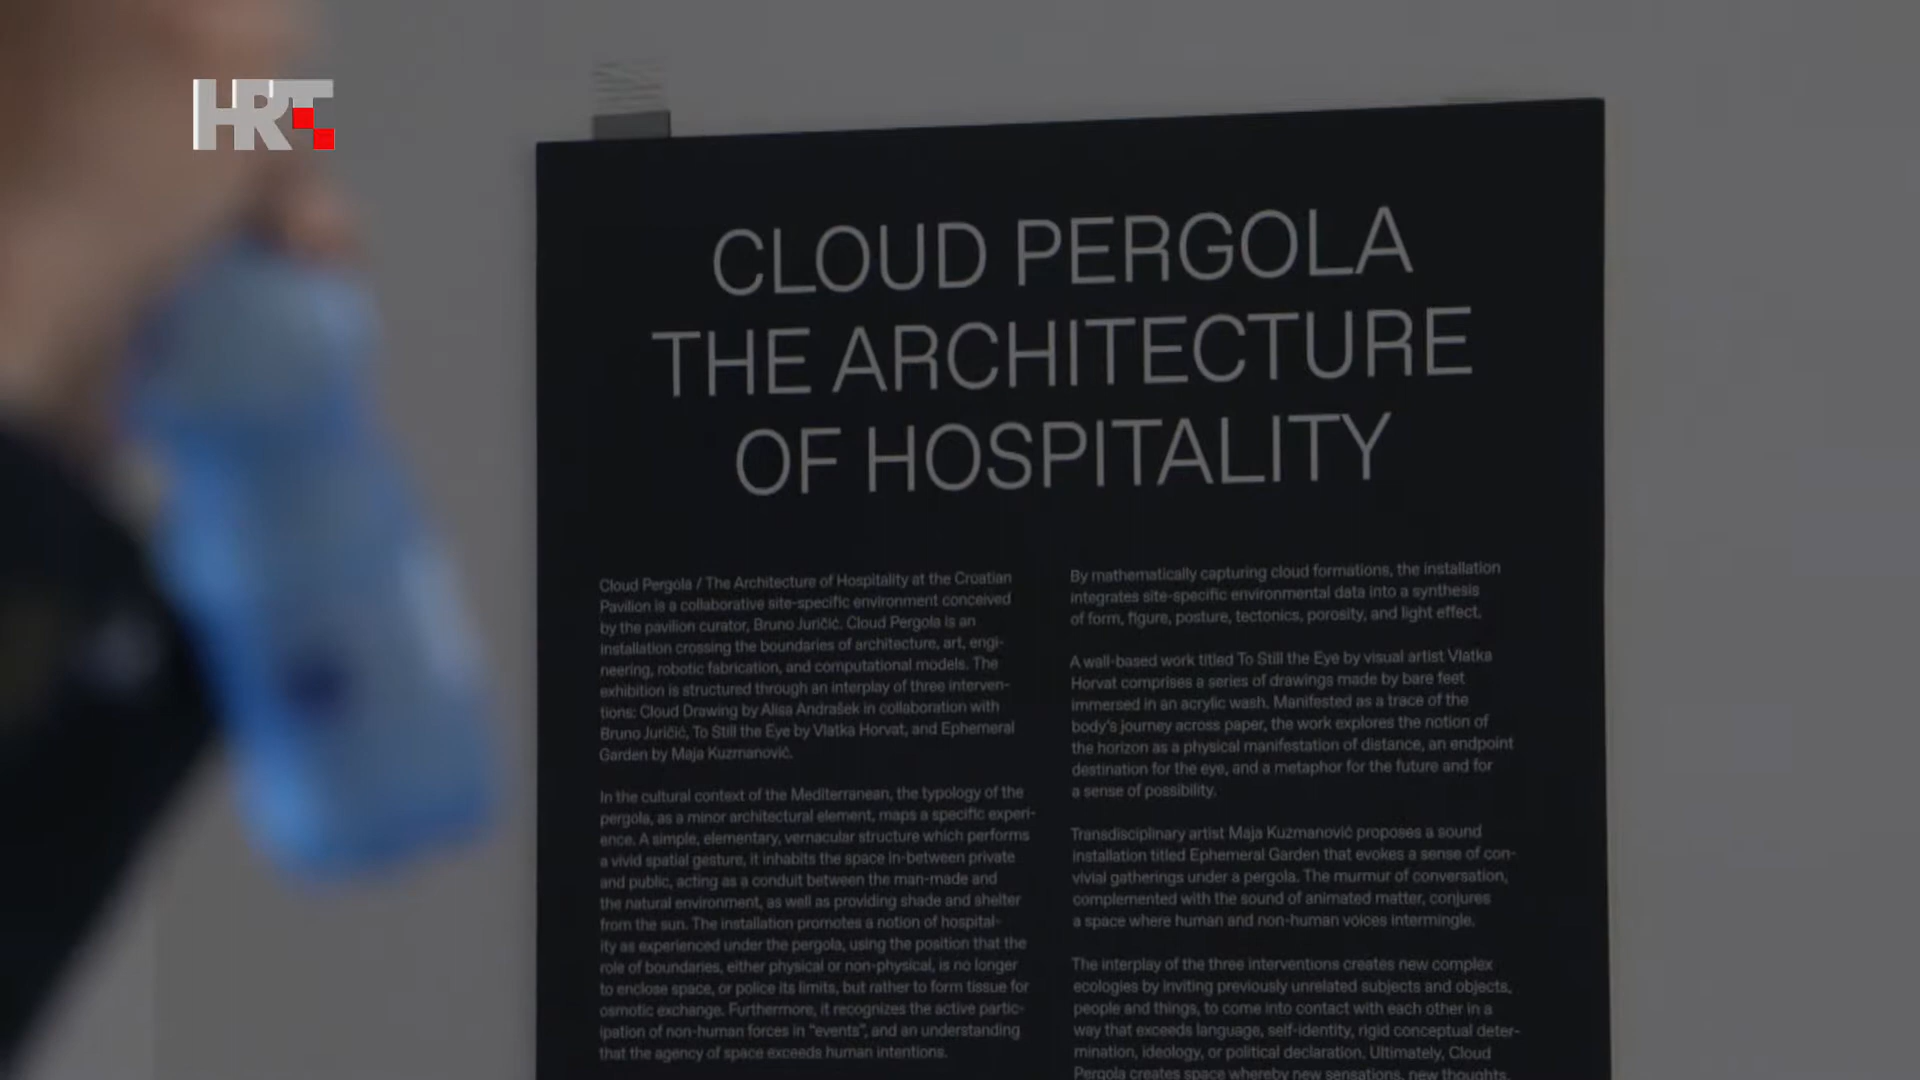 HRT
CLOUD PERGOLA
THE ARCHITECTURE
OF HOSPITALITY
Cloud Pergola / The Architecture of Hospitality at the Croatian
Pavilion is a collaborative site-specific environment conceived
by the pavilion curator, Bruno Juričić. Cloud Pergola is an
installation crossing the boundaries of architecture, art, engi-
neering, robotic fabrication, and computational models. The
exhibition is structured through an interplay of three interven-
tions: Cloud Drawing by Alisa Andrašek in collaboration with
Bruno Juričić, To Still the Eye by Vlatka Horvat, and Ephemeral
Garden by Maja Kuzmanović.
In the cultural context of the Mediterranean, the typology of the
pergola, as a minor architectural element, maps a specific experi-
ence. A simple, elementary, vernacular structure which performs
a vivid spatial gesture, it inhabits the space in-between private
and public, acting as a conduit between the man-made and
the natural environment, as well as providing shade and shelter
from the sun. The installation promotes a notion of hospital-
ity as experienced under the pergola, using the position that the
role of boundaries, either physical or non-physical, is no longer
to enclose space, or police its limits, but rather to form tissue for
osmotic exchange. Furthermore, it recognizes the active partic-
ipation of non-human forces in "events", and an understanding
that the agency of space exceeds human intentions.
By mathematically capturing cloud formations, the installation
integrates site-specific environmental data into a synthesis
of form, figure, posture, tectonics, porosity, and light effect.
A wall-based work titled To Still the Eye by visual artist Vlatka
Horvat comprises a series of drawings made by bare feet
immersed in an acrylic wash. Manifested as a trace of the
body's journey across paper, the work explores the notion of
the horizon as a physical manifestation of distance, an endpoint
destination for the eye, and a metaphor for the future and for
a sense of possibility.
Transdisciplinary artist Maja Kuzmanović proposes a sound
installation titled Ephemeral Garden that evokes a sense of con-
vivial gatherings under a pergola. The murmur of conversation,
complemented with the sound of animated matter, conjures
a space where human and non-human voices intermingle.
The interplay of the three interventions creates new complex
ecologies by inviting previously unrelated subjects and objects,
people and things, to come into contact with each other in a
way that exceeds language, self-identity, rigid conceptual deter-
mination, ideology, or political declaration. Ultimately, Cloud
Pergola creates space whereby new sensations, new thoughts,